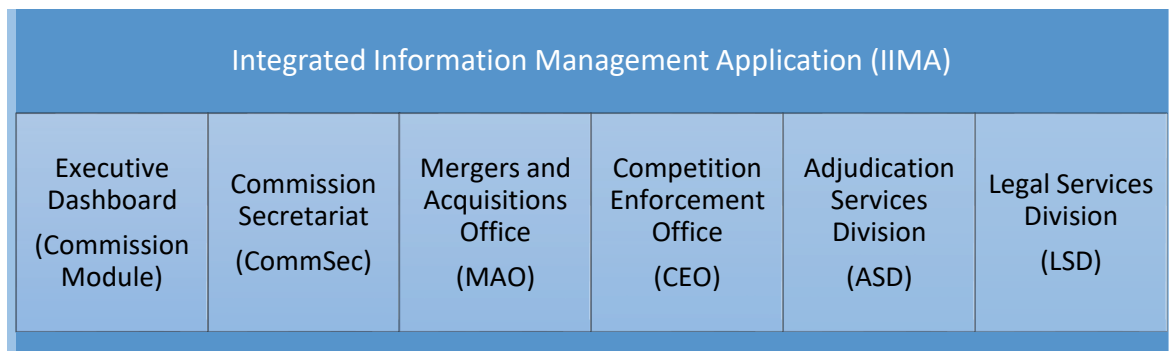 Integrated Information Management Application (IIMA)
Executive
Dashboard
(Commission
Module)
Commission
Secretariat
(CommSec)
Mergers and
Acquisitions
Office
(MAO)
Competition
Enforcement
Office
(CEO)
Adjudication
Services
Division
(ASD)
Legal Services
Division
(LSD)